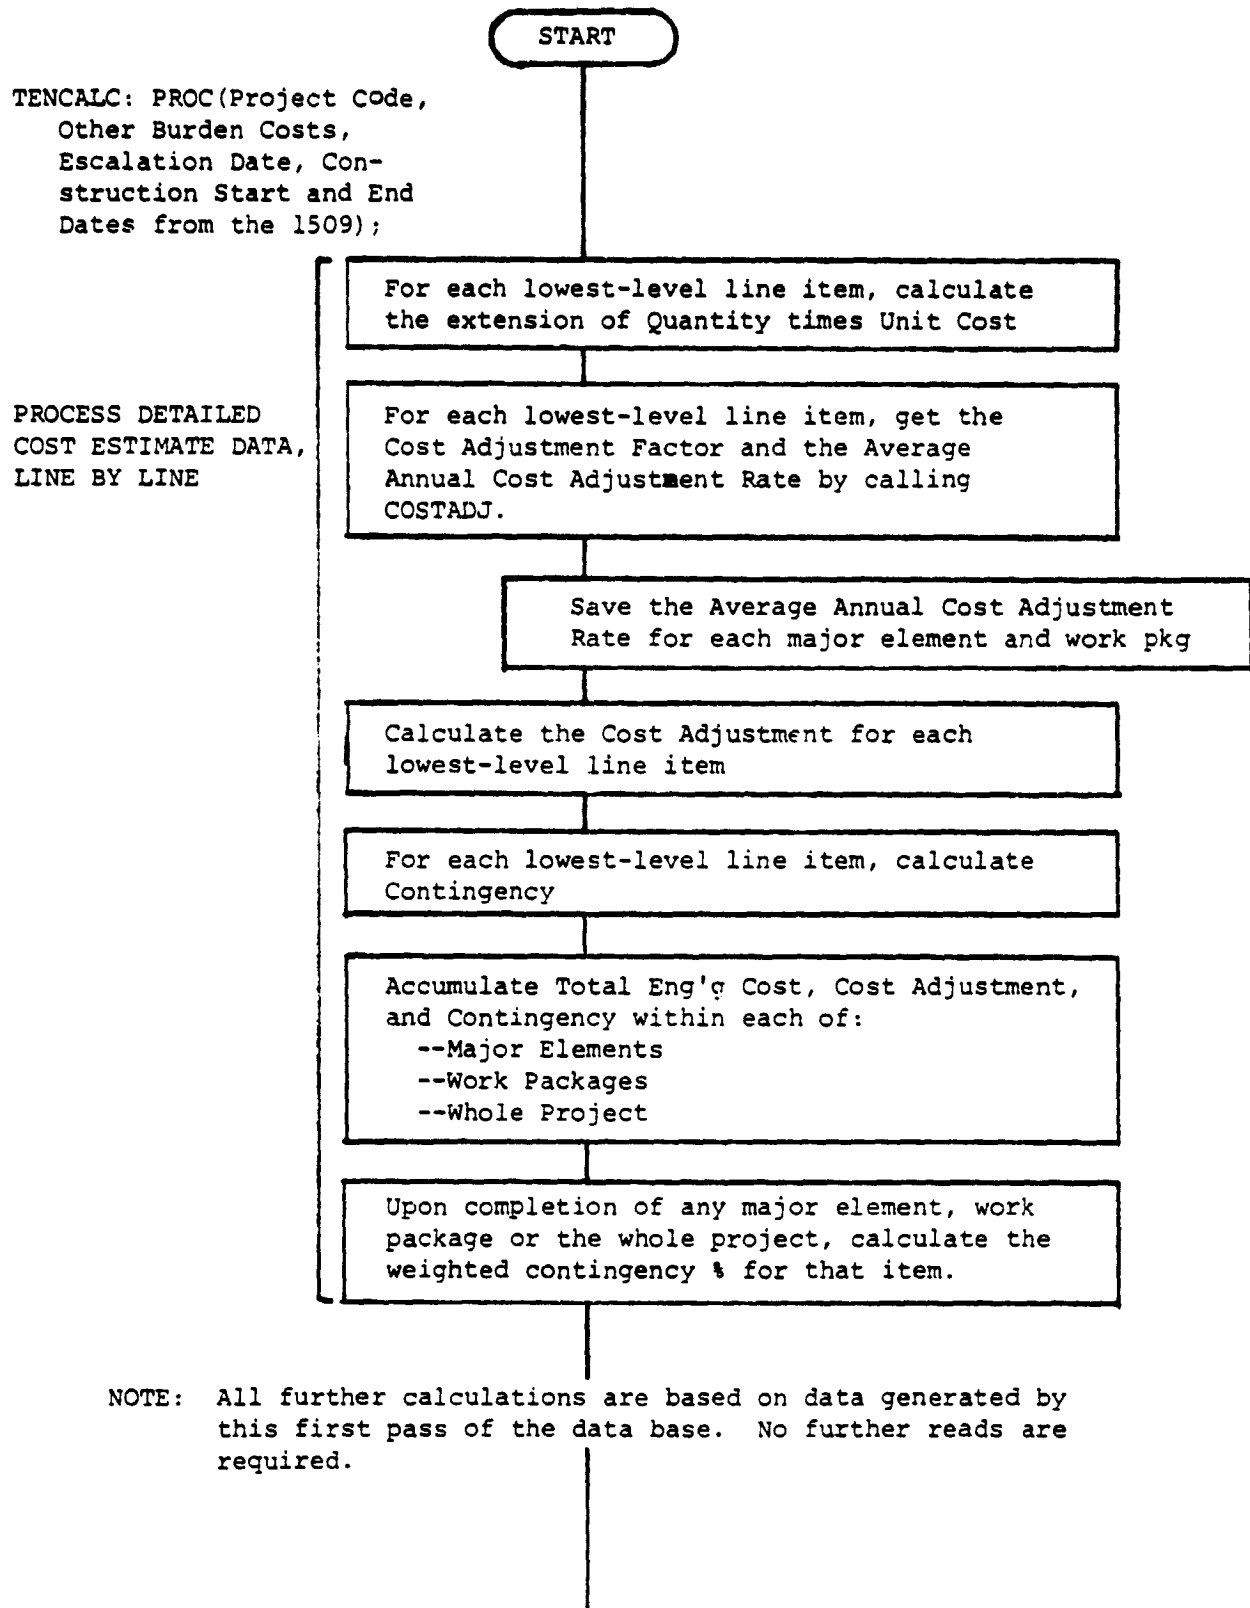 START
TENCALC: PROC(Project Code,
Other Burden Costs,
Escalation Date, Con-
struction Start and End
Dates from the 1509);
For each lowest-level line item, calculate
the extension of Quantity times Unit Cost
PROCESS DETAILED
COST ESTIMATE DATA,
LINE BY LINE
For each lowest-level line item, get the
Cost Adjustment Factor and the Average
Annual Cost Adjustment Rate by calling
COSTADJ.
Save the Average Annual Cost Adjustment
Rate for each major element and work pkg
Calculate the Cost Adjustment for each
lowest-level line item
For each lowest-level line item, calculate
Contingency
Accumulate Total Eng'g Cost, Cost Adjustment,
and Contingency within each of:
--Major Elements
--Work Packages
--Whole Project
Upon completion of any major element, work
package or the whole project, calculate the
weighted contingency % for that item.
NOTE: All further calculations are based on data generated by
this first pass of the data base. No further reads are
required.